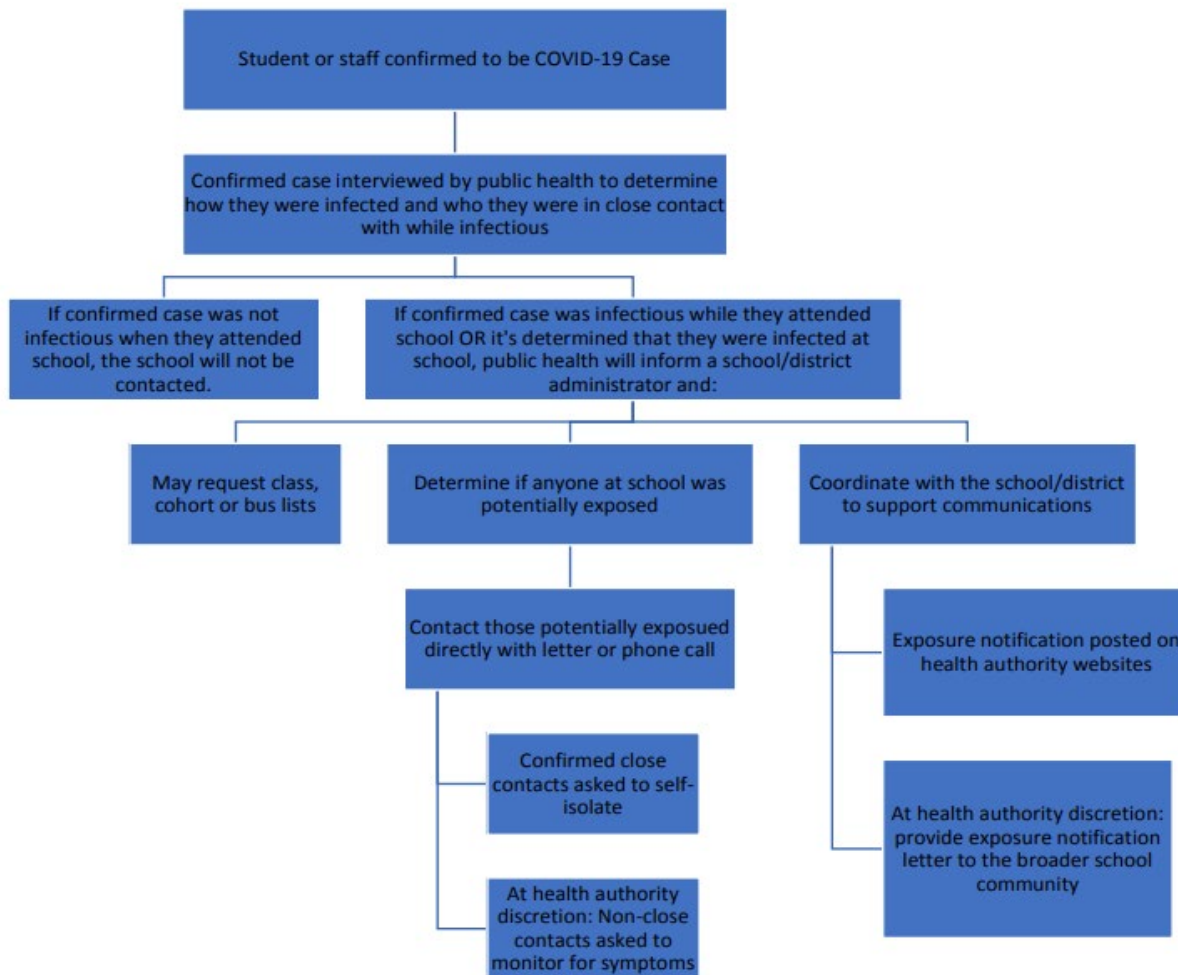 Student or staff confirmed to be COVID-19 Case
Confirmed case interviewed by public health to determine
how they were infected and who they were in close contact
with while infectious
If confirmed case was not
infectious when they attended
school, the school will not be
contacted.
If confirmed case was infectious while they attended
school OR it's determined that they were infected at
school, public health will inform a school/district
administrator and:
May request class,
cohort or bus lists
Determine if anyone at school was
potentially exposed
Contact those potentially exposued
directly with letter or phone call
Confirmed close
contacts asked to self-
isolate
At health authority
discretion: Non-close
contacts asked to
monitor for symptoms
Coordinate with the school/district
to support communications
Exposure notification posted on
health authority websites
At health authority discretion:
provide exposure notification
letter to the broader school
community